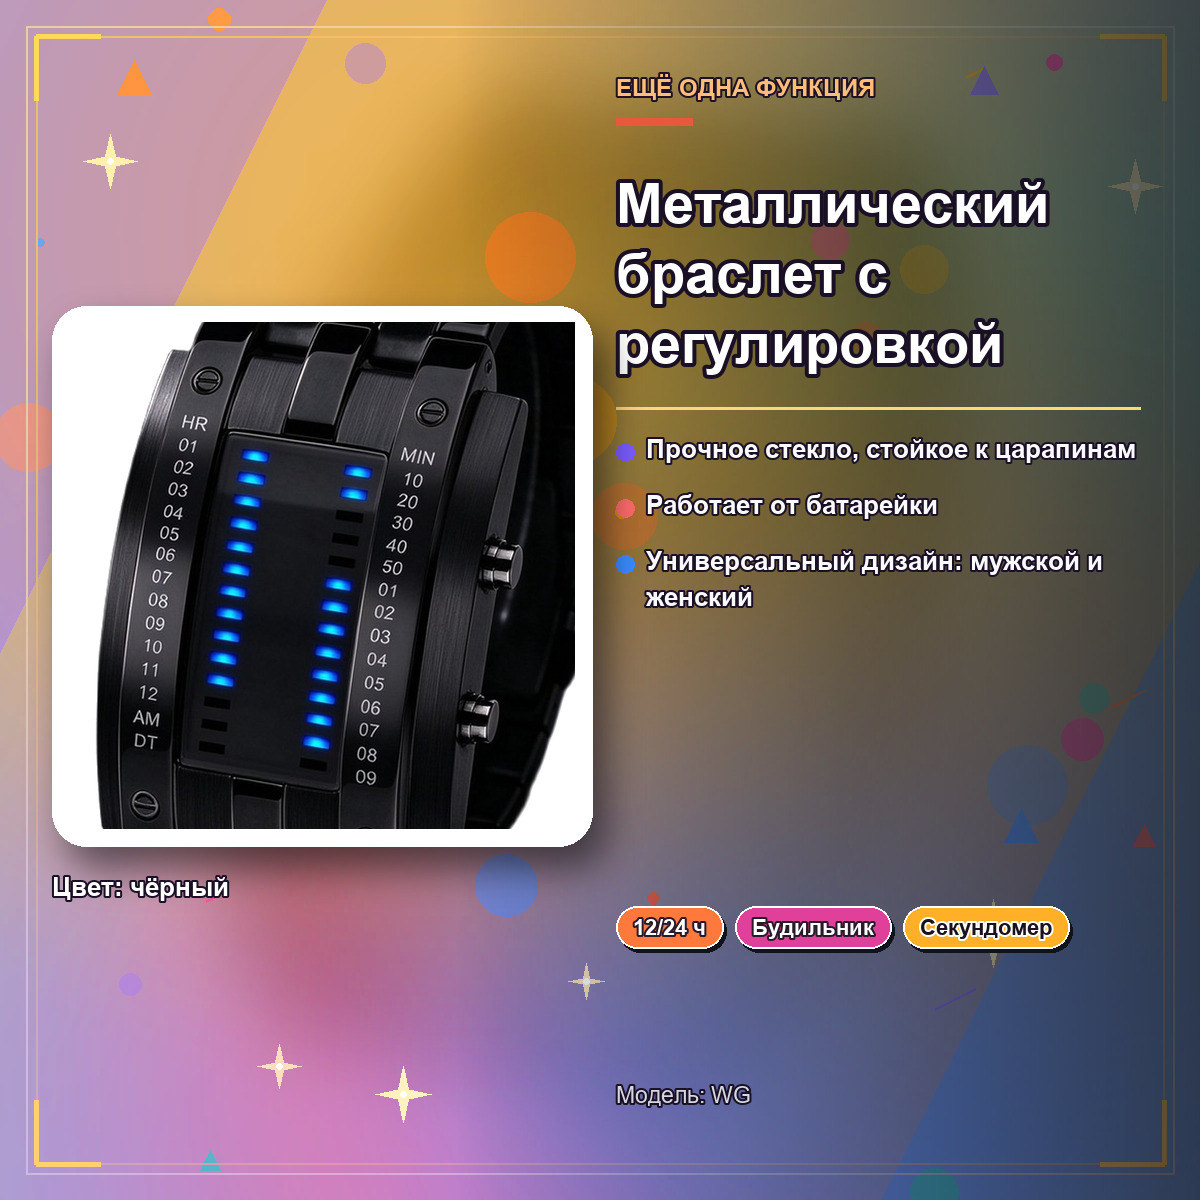 ЕЩЁ ОДНА ФУНКЦИЯ
Металлический
браслет с
регулировкой
Прочное стекло, стойкое к царапинам
Работает от батарейки
Универсальный дизайн: мужской и
женский
HR
01
02
03
04
05
06
07
08
09
10
11
12
AM
DT
MIN
10
20
30
40
50
01
02
03
04
05
06
07
08
09
Цвет: чёрный
12/24 ч
Будильник
Секундомер
Модель: WG